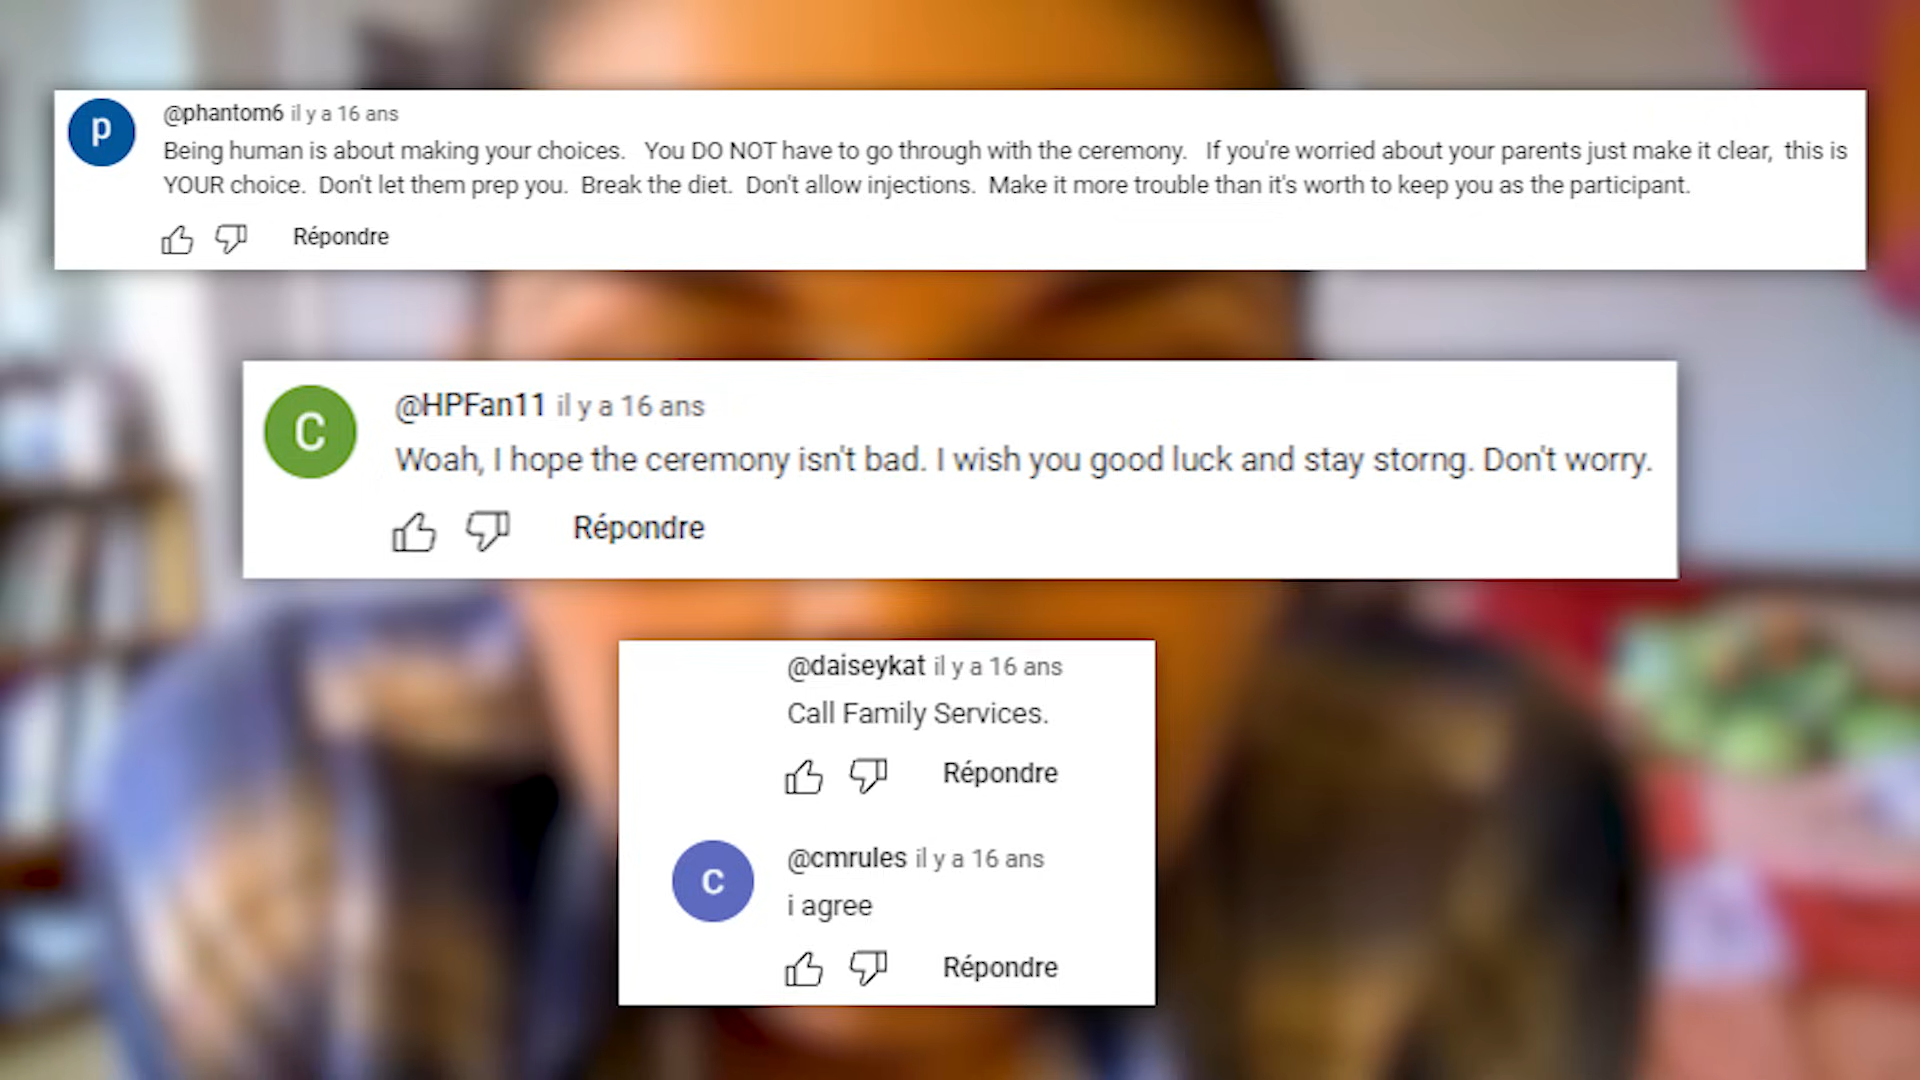 p
@phantom6 il y a 16 ans
Being human is about making your choices. You DO NOT have to go through with the ceremony. If you're worried about your parents just make it clear, this is
YOUR choice. Don't let them prep you. Break the diet. Don't allow injections. Make it more trouble than it's worth to keep you as the participant.
Répondre
C
@HPFan11 il y a 16 ans
Woah, I hope the ceremony isn't bad. I wish you good luck and stay storng. Don't worry.
Répondre
@daiseykat il y a 16 ans
Call Family Services.
Répondre
c
@cmrules il y a 16 ans
i agree
Répondre